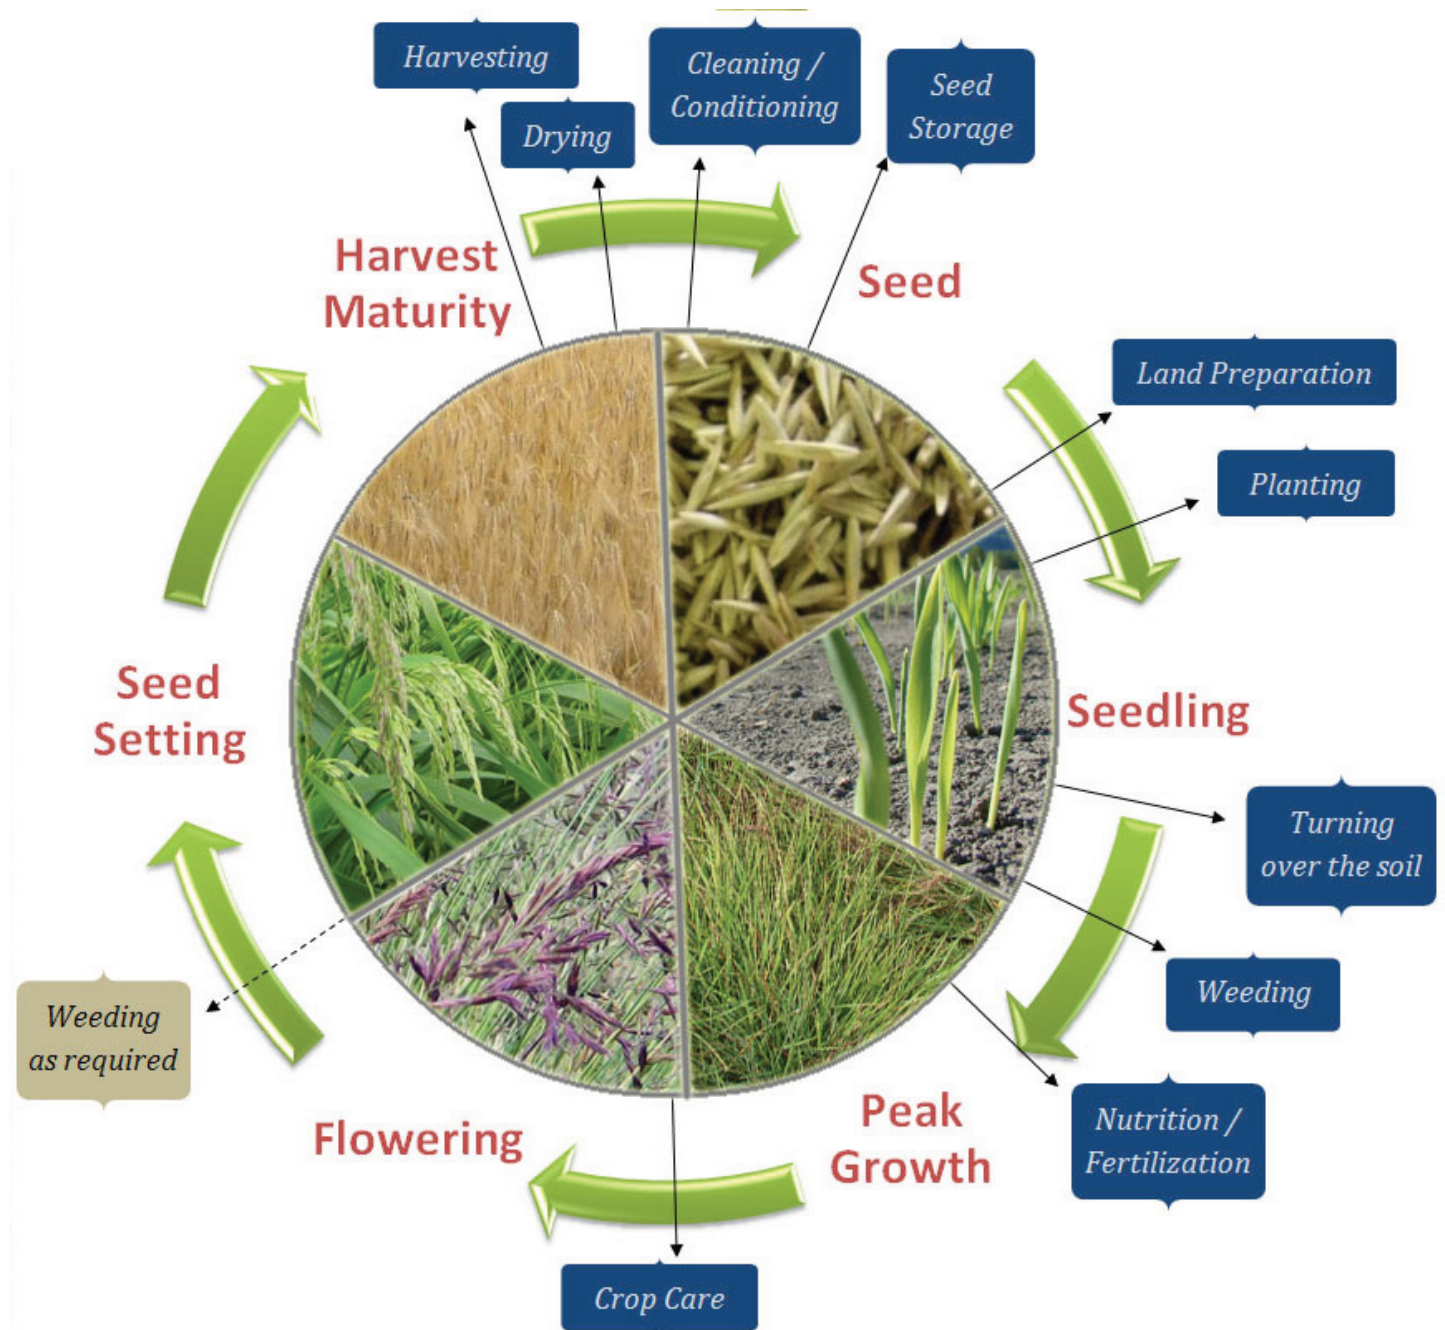 Harvesting
Drying
Cleaning /
Conditioning
Seed
Storage
Harvest
Maturity
Seed
Land Preparation
Planting
Seedling
Turning
over the soil
Weeding
Nutrition /
Fertilization
Peak
Growth
Crop Care
Flowering
Weeding
as required
Seed
Setting